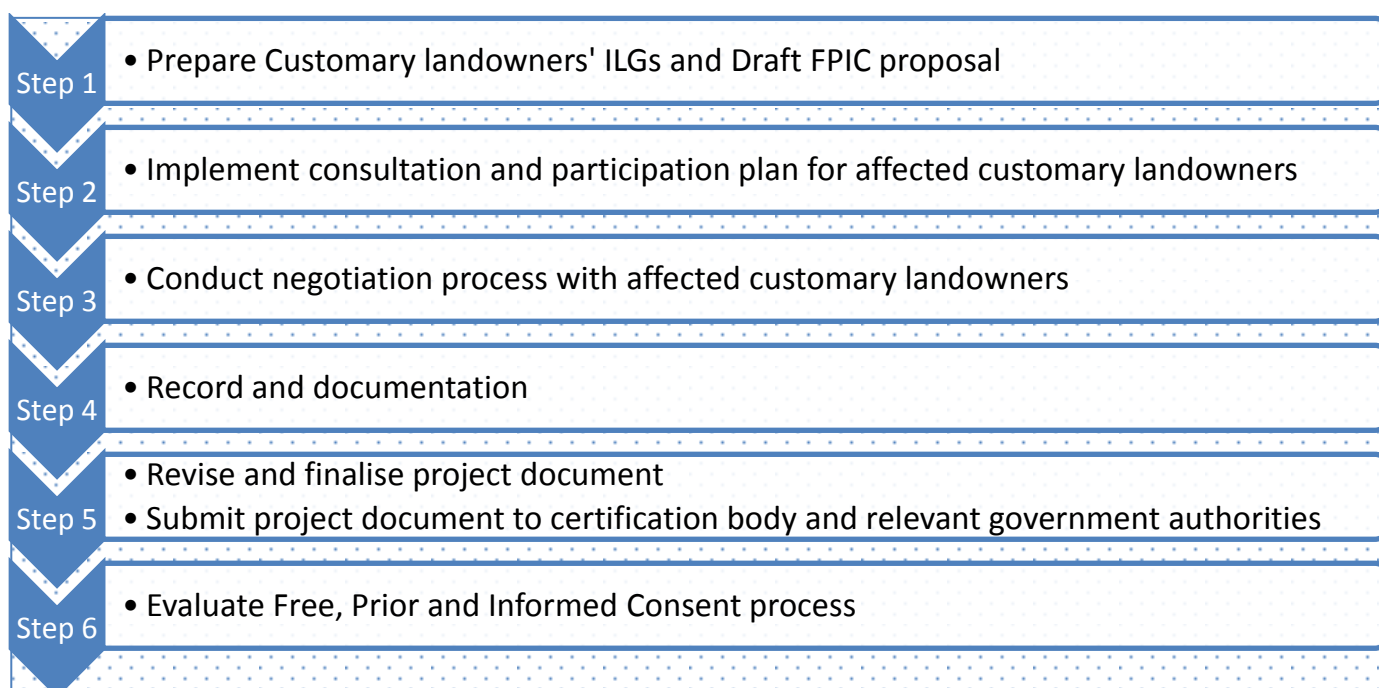 Step 1
• Prepare Customary landowners' ILGs and Draft FPIC proposal
Step 2
• Implement consultation and participation plan for affected customary landowners
Step 3
• Conduct negotiation process with affected customary landowners
Step 4
• Record and documentation
Step 5
• Revise and finalise project document
• Submit project document to certification body and relevant government authorities
Step 6
• Evaluate Free, Prior and Informed Consent process